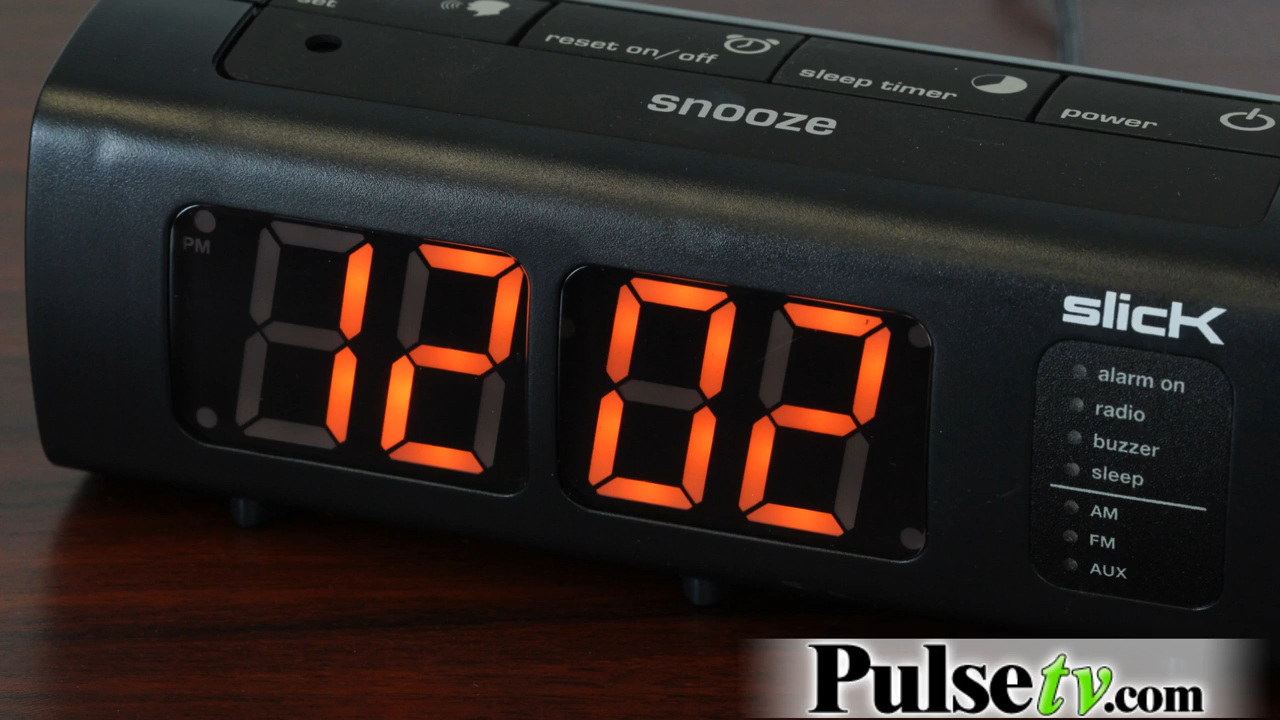 set
reset on/off
sleep timer
power
snooze
PM
12 02
slick
alarm on
radio
buzzer
sleep
AM
FM
AUX
Pulsetv.com